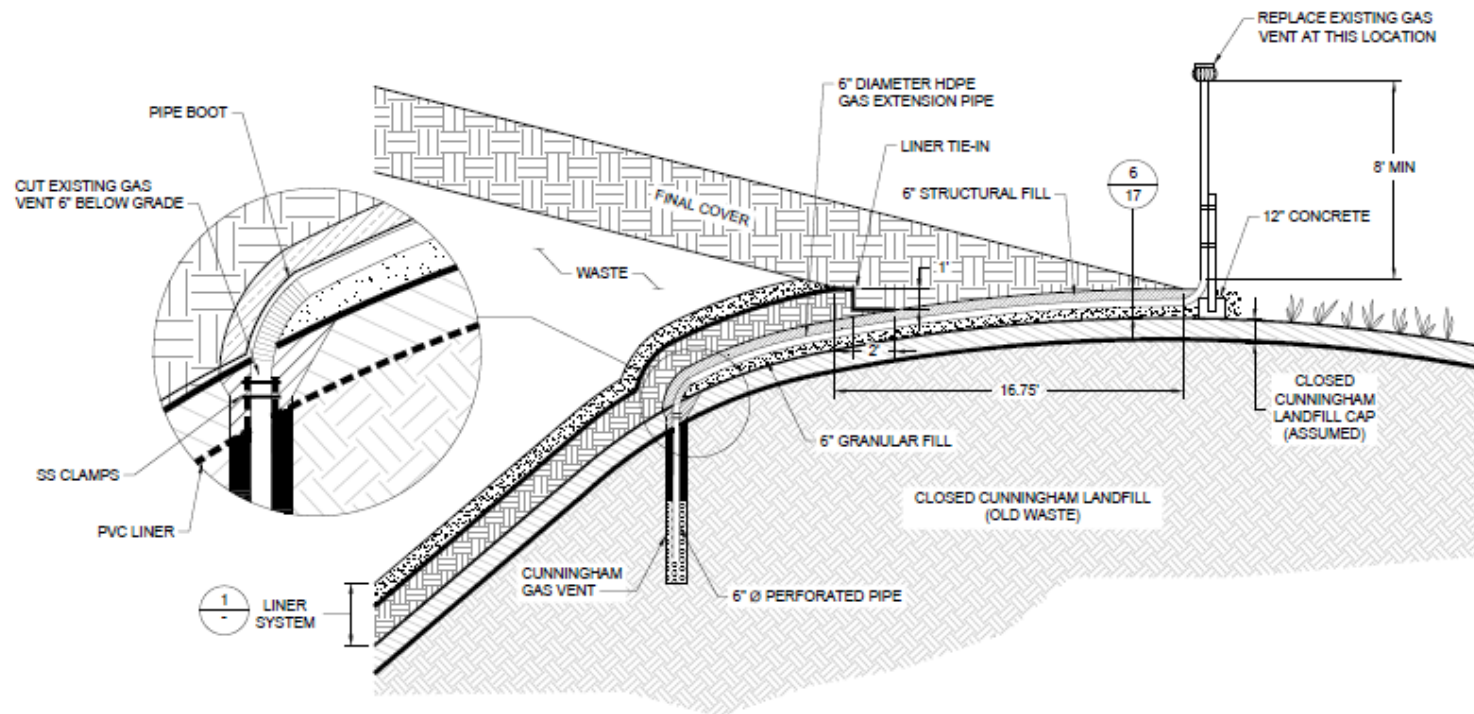 REPLACE EXISTING GAS
VENT AT THIS LOCATION
6" DIAMETER HDPE
GAS EXTENSION PIPE
PIPE BOOT
LINER TIE-IN
8' MIN
6
17
CUT EXISTING GAS
VENT 6" BELOW GRADE
6" STRUCTURAL FILL
FINAL COVER
12" CONCRETE
WASTE
1'
2'
16.75'
CLOSED
CUNNINGHAM
LANDFILL CAP
(ASSUMED)
6" GRANULAR FILL
SS CLAMPS
CLOSED CUNNINGHAM LANDFILL
(OLD WASTE)
PVC LINER
CUNNINGHAM
GAS VENT
6" Ø PERFORATED PIPE
1
-
LINER
SYSTEM